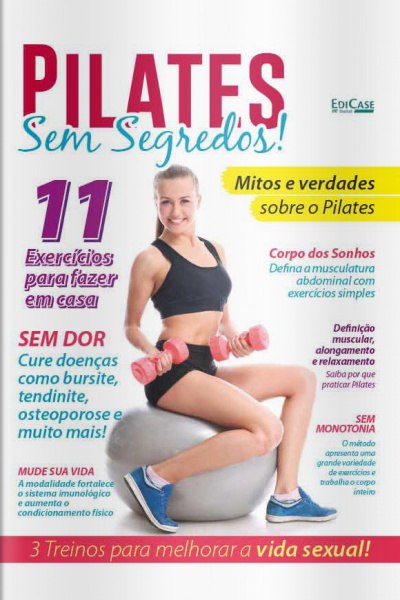 PILATES
Sem Segredos!
EDICASE
Mitos e verdades
sobre o Pilates
11
Exercícios
para fazer
em casa
Corpo dos Sonhos
Defina a musculatura
abdominal com
exercícios simples
SEM DOR
Cure doenças
como bursite,
tendinite,
osteoporose e
muito mais!
Definição
muscular,
alongamento
e relaxamento
Saiba por que
praticar Pilates
SEM
MONOTONIA
O método
apresenta uma
grande variedade
de exercícios e
trabalha o corpo
inteiro
MUDE SUA VIDA
A modalidade fortalece
o sistema imunológico
e aumenta o
condicionamento físico
3 Treinos para melhorar a vida sexual!